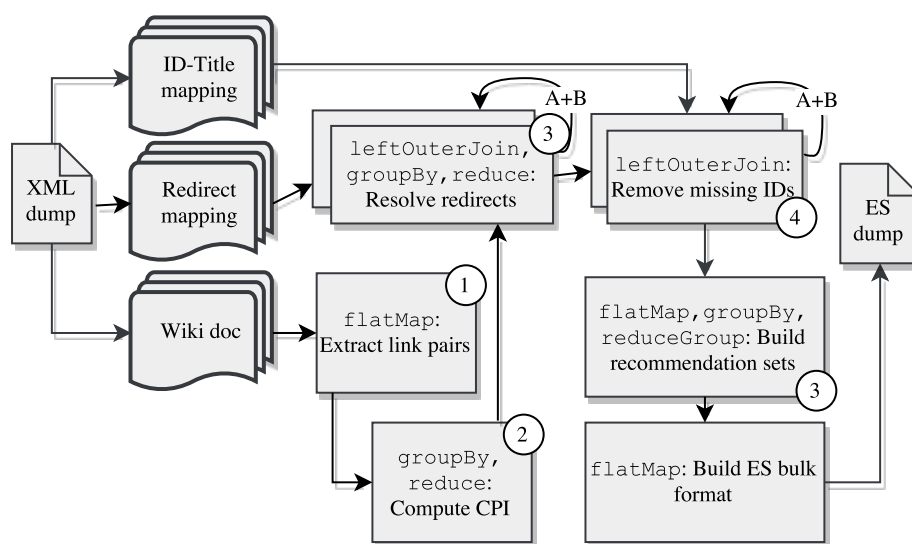 ID-Title
mapping
A+B
A+B
XML
dump
Redirect
mapping
3
leftOuterJoin,
groupBy,reduce:
Resolve redirects
leftOuterJoin:
Remove missing IDs
4
ES
dump
Wiki doc
1
flatMap:
Extract link pairs
flatMap,groupBy,
reduceGroup: Build
recommendation sets
3
2
groupBy,
reduce:
Compute CPI
flatMap: Build ES bulk
format